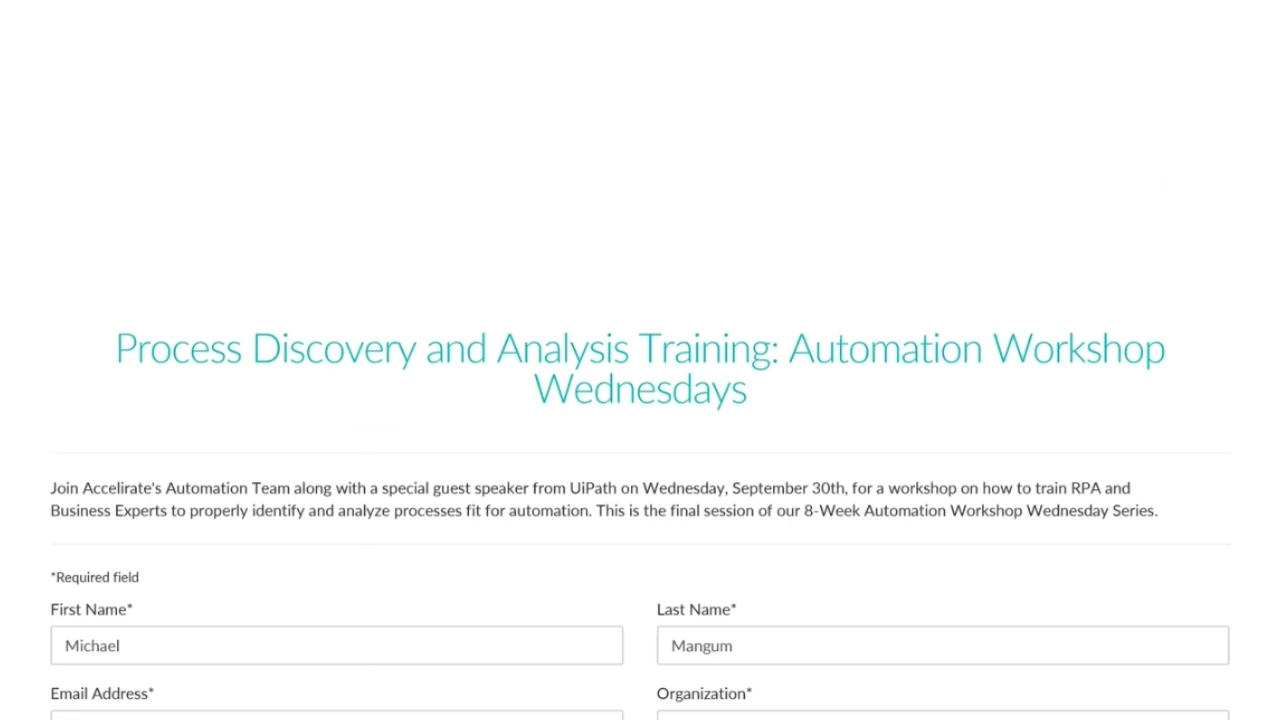 Process Discovery and Analysis Training: Automation Workshop
Wednesdays
Join Accelirate's Automation Team along with a special guest speaker from UiPath on Wednesday, September 30th, for a workshop on how to train RPA and
Business Experts to properly identify and analyze processes fit for automation. This is the final session of our 8-Week Automation Workshop Wednesday Series.
*Required field
First Name*
Last Name*
Michael
Mangum
Email Address*
Organization*